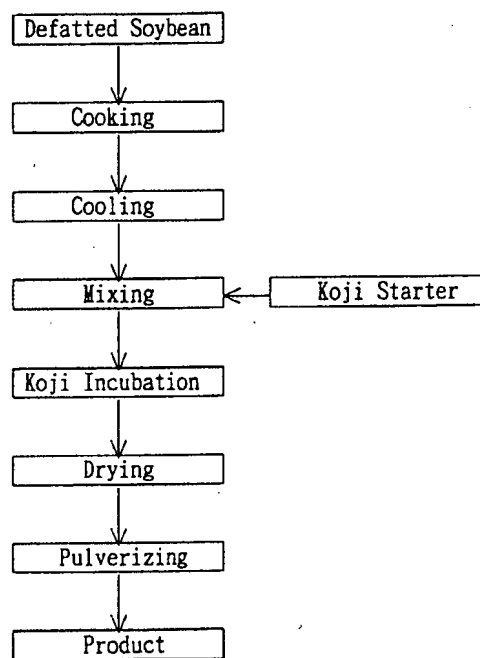 Defatted Soybean
Cooking
Cooling
Mixing
Koji Starter
Koji Incubation
Drying
Pulverizing
Product